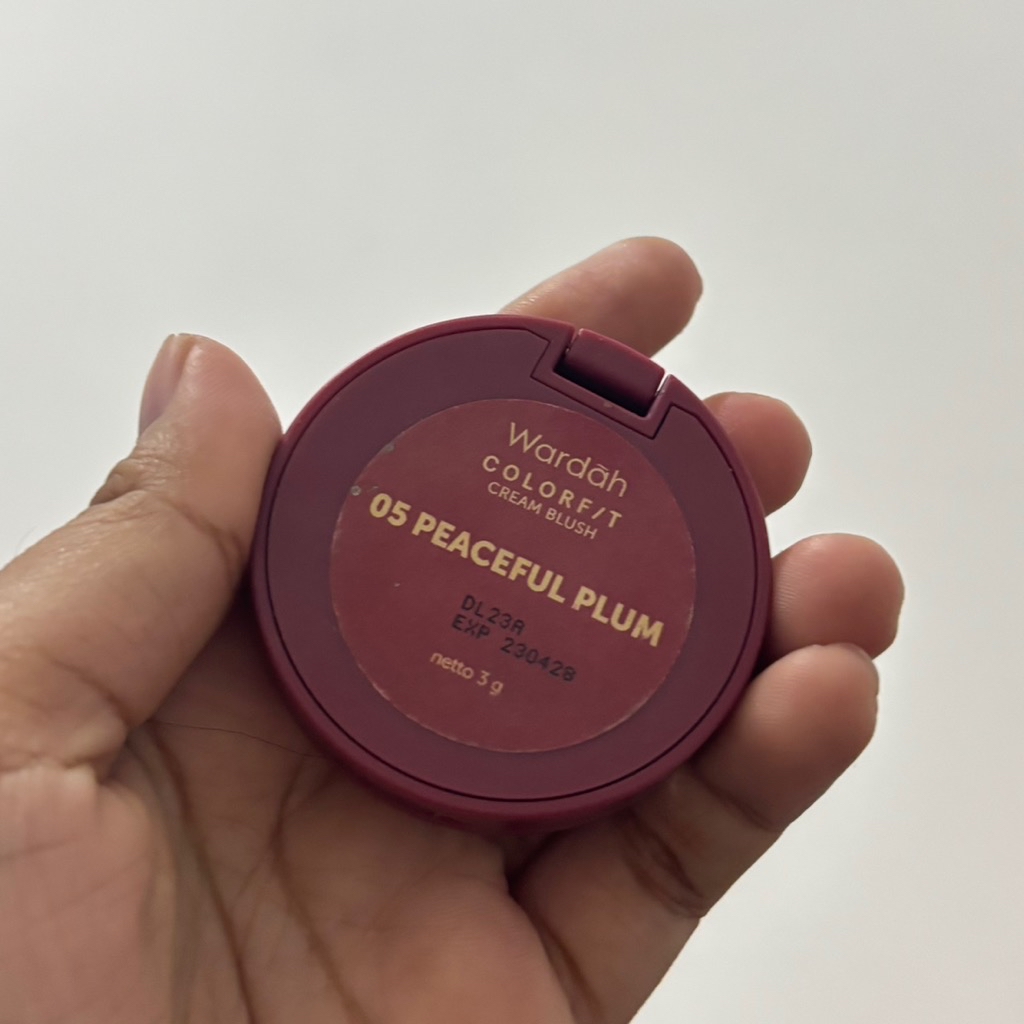 Wardāh
COLORF/T
CREAM BLUSH
05 PEACEFUL PLUM
DL23A
EXP 230428
netto 3 g